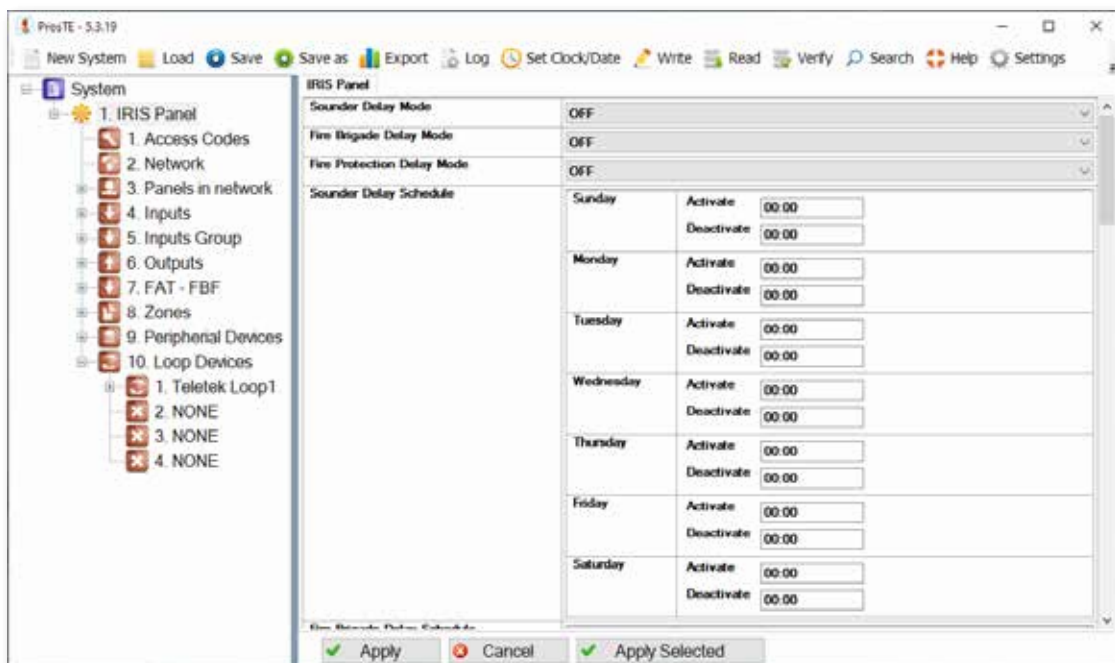 ProsTE - 5.3.19
New System Load Save Save as Export Log Set Clock/Date Write Read Verify Search Help Settings
System
1. IRIS Panel
1. Access Codes
2. Network
3. Panels in network
4. Inputs
5. Inputs Group
6. Outputs
7. FAT - FBF
8. Zones
9. Peripherial Devices
10. Loop Devices
1. Teletek Loop1
2. NONE
3. NONE
4. NONE
IRIS Panel
Sounder Delay Mode OFF
Fire Brigade Delay Mode OFF
Fire Protection Delay Mode OFF
Sounder Delay Schedule
Sunday Activate 00:00
Deactivate 00:00
Monday Activate 00:00
Deactivate 00:00
Tuesday Activate 00:00
Deactivate 00:00
Wednesday Activate 00:00
Deactivate 00:00
Thursday Activate 00:00
Deactivate 00:00
Friday Activate 00:00
Deactivate 00:00
Saturday Activate 00:00
Deactivate 00:00
Fire Brigade Delay Schedule
Apply Cancel Apply Selected